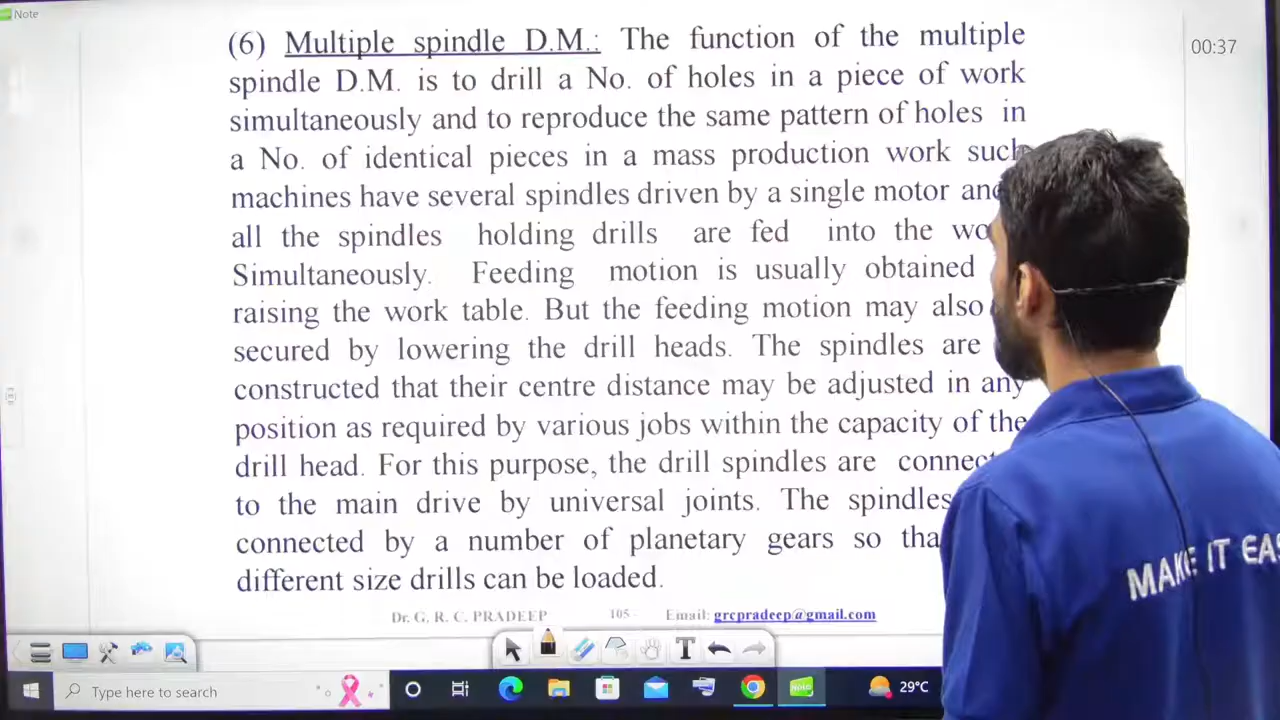 Note
00:37
(6) Multiple spindle D.M.: The function of the multiple
spindle D.M. is to drill a No. of holes in a piece of work
simultaneously and to reproduce the same pattern of holes in
a No. of identical pieces in a mass production work such
machines have several spindles driven by a single motor and
all the spindles holding drills are fed into the
Simultaneously. Feeding motion is usually obtained
raising the work table. But the feeding motion may also
secured by lowering the drill heads. The spindles are
constructed that their centre distance may be adjusted in any
position as required by various jobs within the capacity of the
drill head. For this purpose, the drill spindles are
to the main drive by universal joints. The spindles
connected by a number of planetary gears so
different size drills can be loaded.
Dr. G. R. C. PRADEEP 105 Email: grcpradeep@gmail.com
MAKE IT
T
Type here to search
Note
29°C